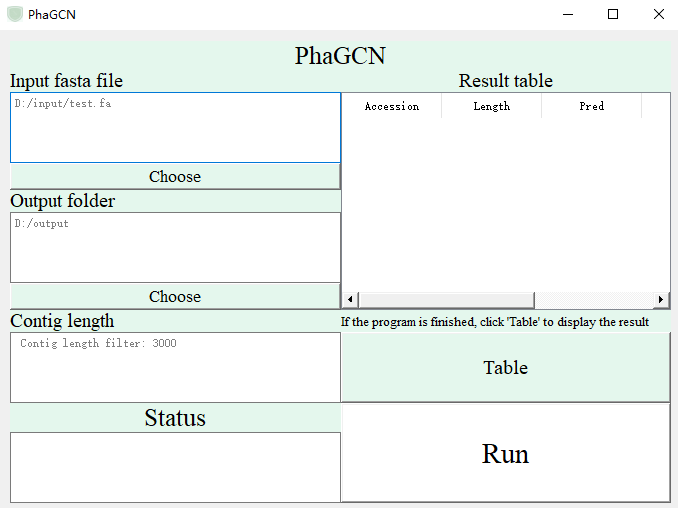 PhaGCN
PhaGCN
Input fasta file
Result table
D:/input/test.fa
Accession Length Pred
Choose
Output folder
D:/output
Choose
Contig length
If the program is finished, click 'Table' to display the result
Contig length filter: 3000
Table
Status
Run